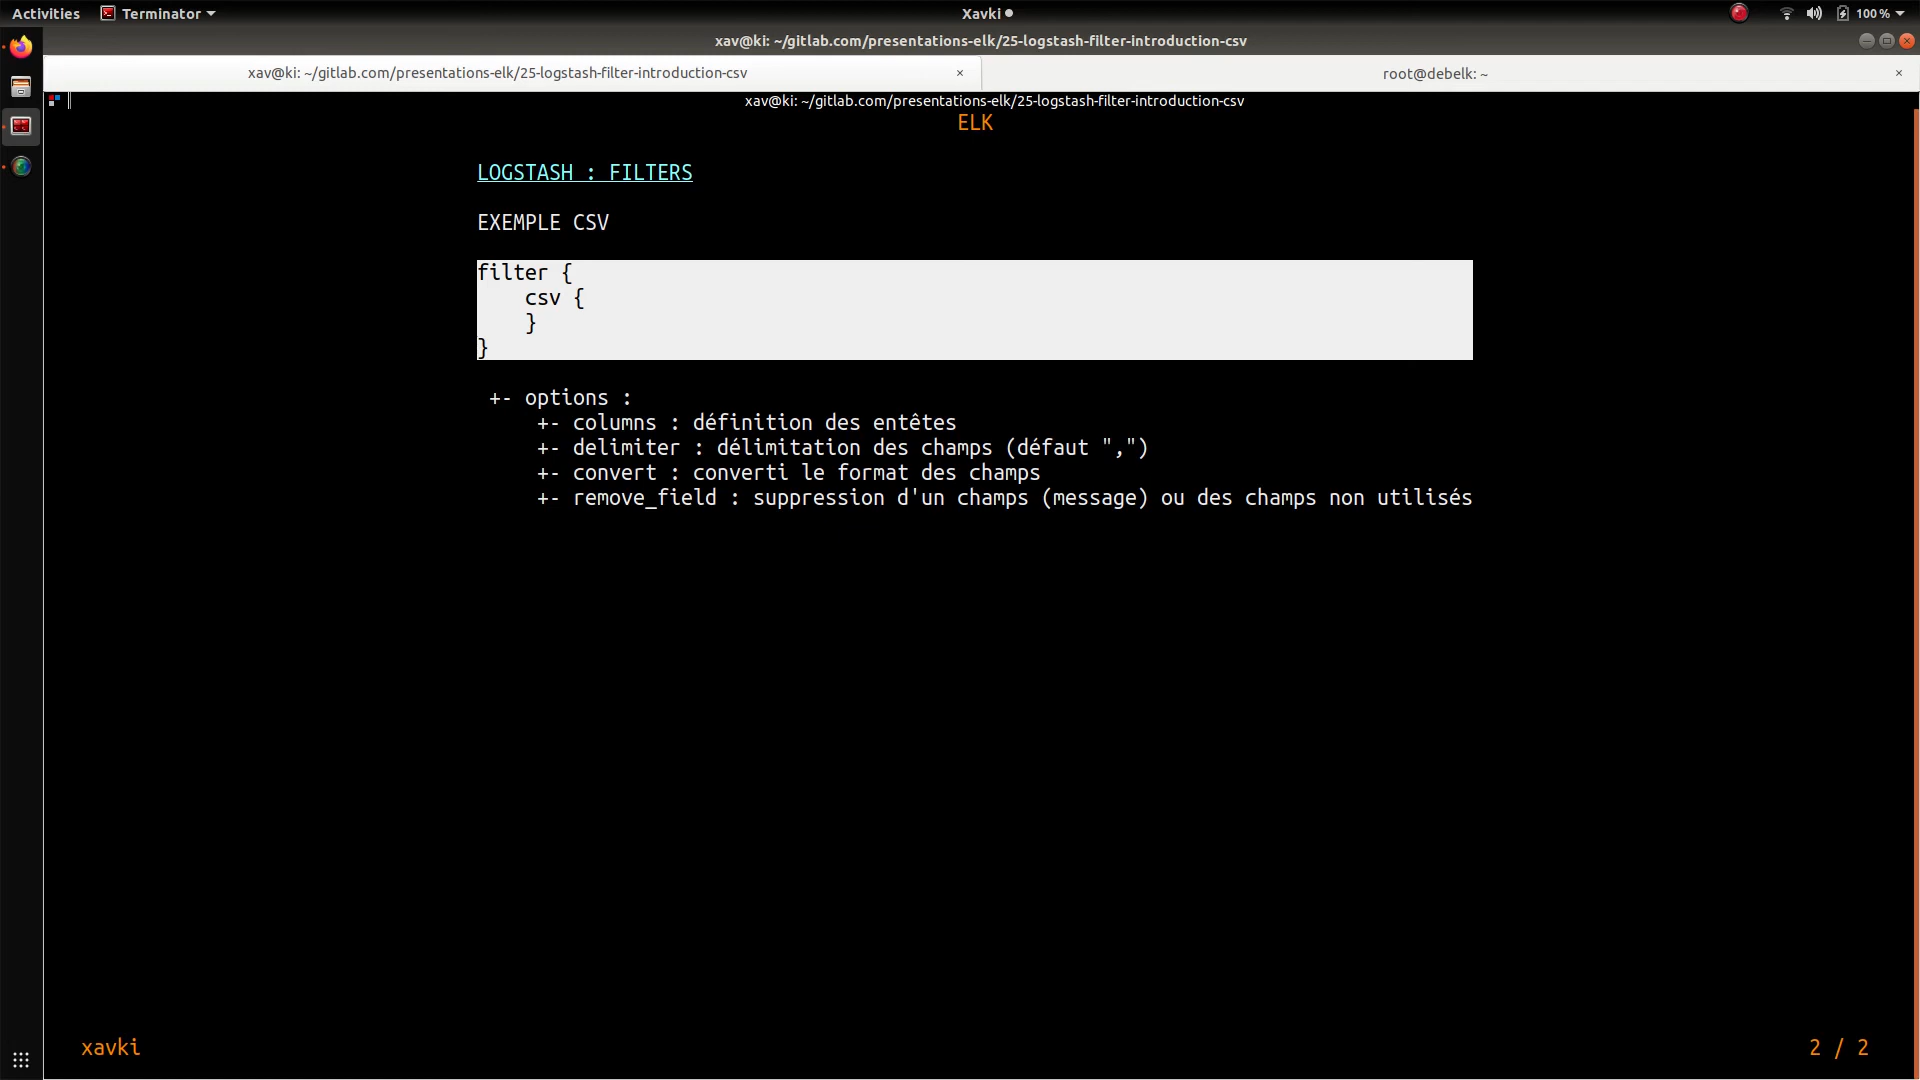 Activities Terminator Xavki 100 %
xav@ki: ~/gitlab.com/presentations-elk/25-logstash-filter-introduction-csv
xav@ki: ~/gitlab.com/presentations-elk/25-logstash-filter-introduction-csv × root@debelk: ~ ×
xav@ki: ~/gitlab.com/presentations-elk/25-logstash-filter-introduction-csv
ELK
LOGSTASH : FILTERS
EXEMPLE CSV
filter {
    csv {
    }
}
+- options :
+- columns : définition des entêtes
+- delimiter : délimitation des champs (défaut ",")
+- convert : converti le format des champs
+- remove_field : suppression d'un champs (message) ou des champs non utilisés
xavki 2 / 2